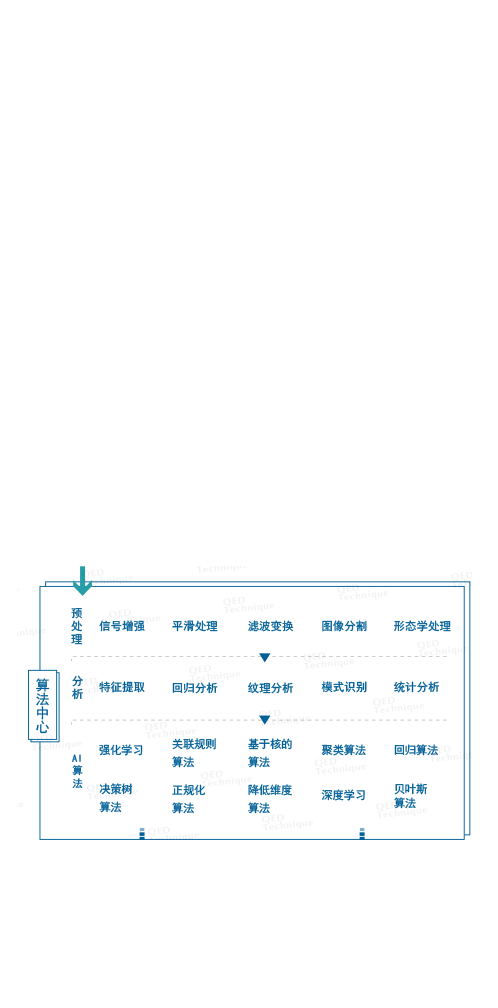 预处理
信号增强 平滑处理 滤波变换 图像分割 形态学处理
算法中心
分析
特征提取 回归分析 纹理分析 模式识别 统计分析
AI算法
强化学习 关联规则 基于核的 聚类算法 回归算法
算法 算法
决策树 正规化 降低维度 深度学习 贝叶斯
算法 算法 算法 算法
QED
Technique